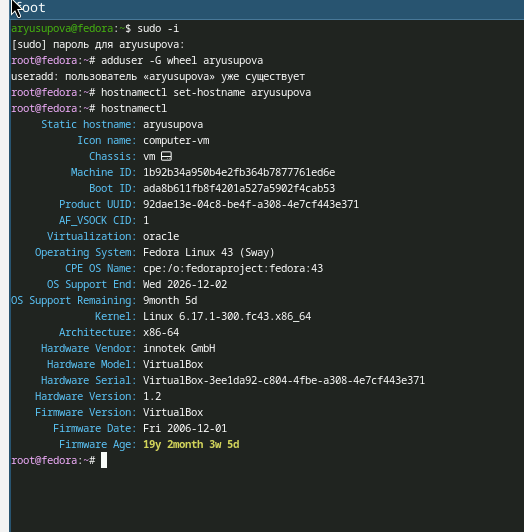 foot
aryusupova@fedora:~$ sudo -i
[sudo] пароль для aryusupova:
root@fedora:~# adduser -G wheel aryusupova
useradd: пользователь «aryusupova» уже существует
root@fedora:~# hostnamectl set-hostname aryusupova
root@fedora:~# hostnamectl
Static hostname: aryusupova
Icon name: computer-vm
Chassis: vm
Machine ID: 1b92b34a950b4e2fb364b7877761ed6e
Boot ID: ada8b611fb8f4201a527a5902f4cab53
Product UUID: 92dae13e-04c8-be4f-a308-4e7cf443e371
AF_VSOCK CID: 1
Virtualization: oracle
Operating System: Fedora Linux 43 (Sway)
CPE OS Name: cpe:/o:fedoraproject:fedora:43
OS Support End: Wed 2026-12-02
OS Support Remaining: 9month 5d
Kernel: Linux 6.17.1-300.fc43.x86_64
Architecture: x86-64
Hardware Vendor: innotek GmbH
Hardware Model: VirtualBox
Hardware Serial: VirtualBox-3ee1da92-c804-4fbe-a308-4e7cf443e371
Hardware Version: 1.2
Firmware Version: VirtualBox
Firmware Date: Fri 2006-12-01
Firmware Age: 19y 2month 3w 5d
root@fedora:~#